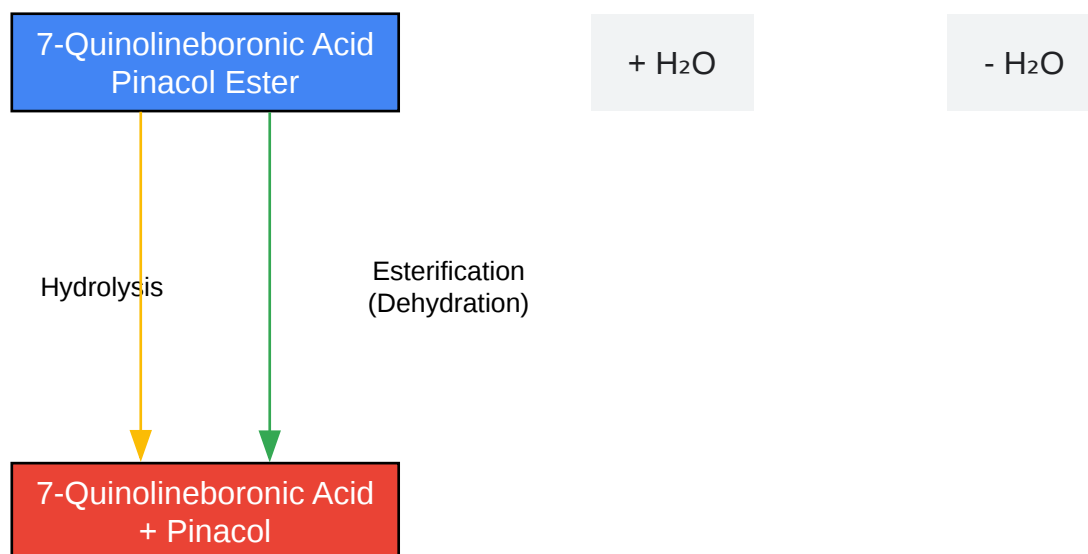 7-Quinolineboronic Acid
Pinacol Ester
+ H₂O
- H₂O
Hydrolysis
Esterification
(Dehydration)
7-Quinolineboronic Acid
+ Pinacol